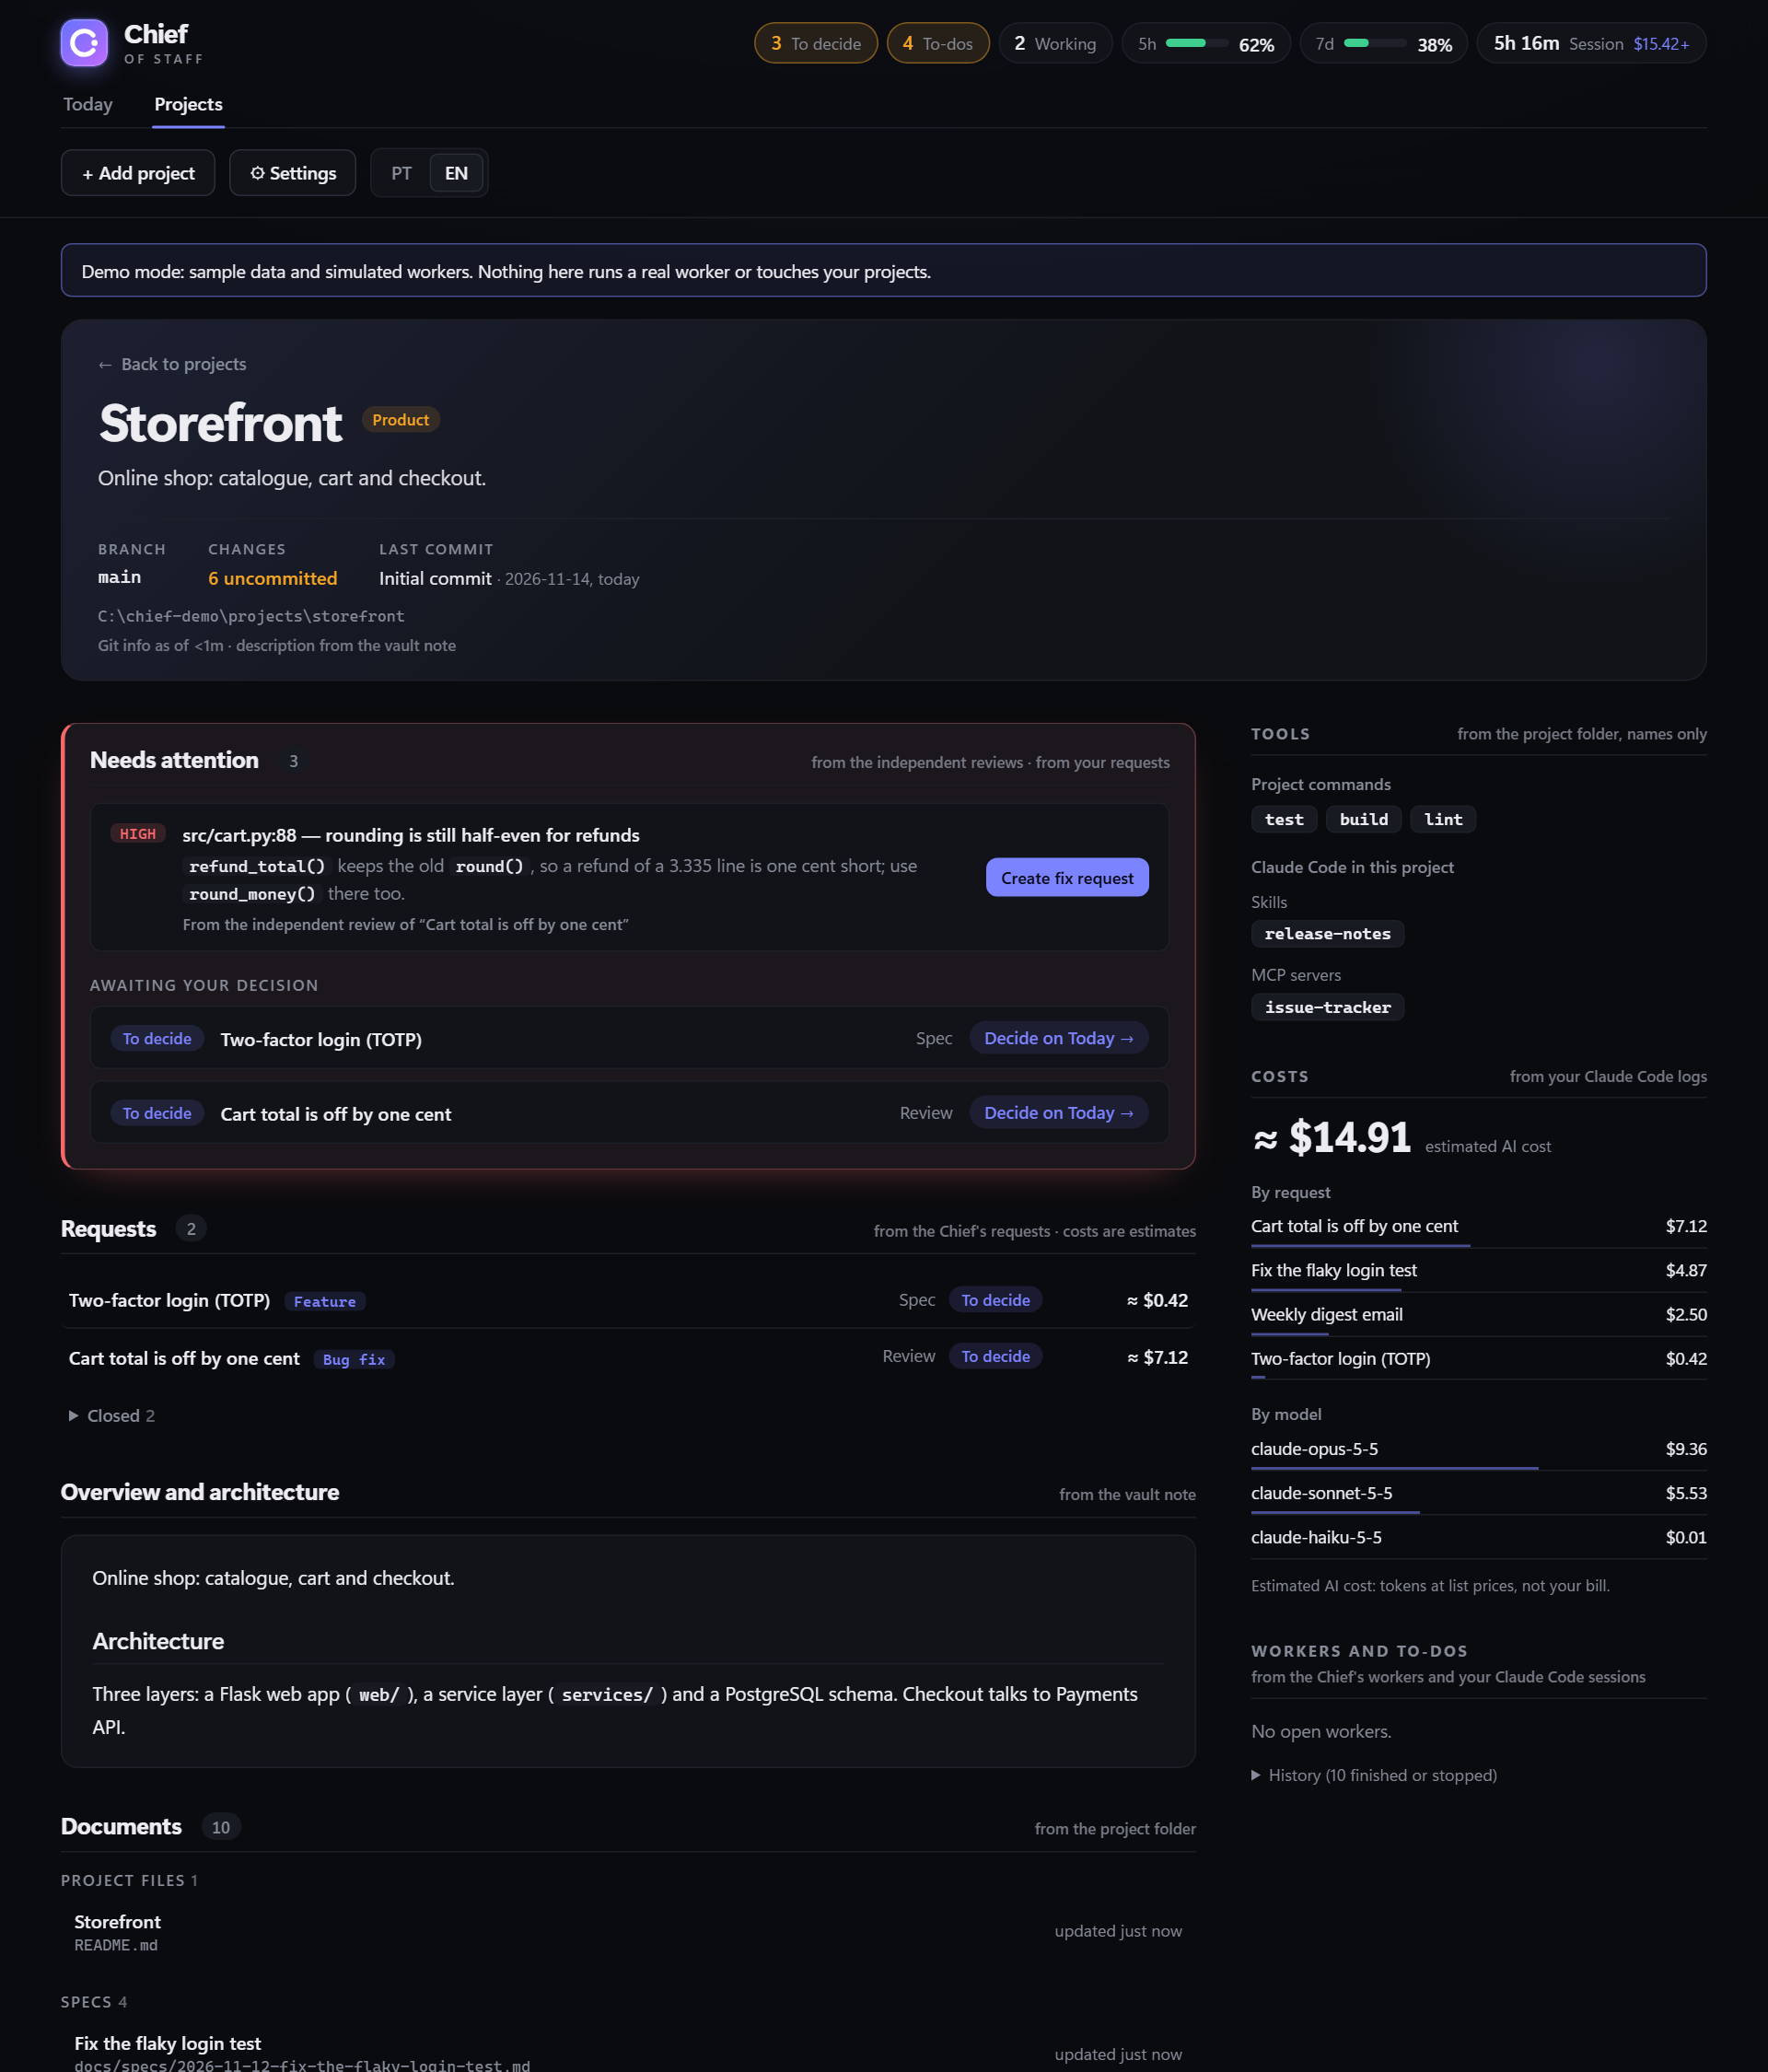 Chief
OF STAFF
3 To decide
4 To-dos
2 Working
5h 62%
7d 38%
5h 16m Session $15.42+
Today
Projects
+ Add project
⚙ Settings
PT
EN
Demo mode: sample data and simulated workers. Nothing here runs a real worker or touches your projects.
← Back to projects
Storefront Product
Online shop: catalogue, cart and checkout.
BRANCH
main
CHANGES
6 uncommitted
LAST COMMIT
Initial commit · 2026-11-14, today
C:\chief-demo\projects\storefront
Git info as of <1m · description from the vault note
Needs attention 3
from the independent reviews · from your requests
HIGH src/cart.py:88 — rounding is still half-even for refunds
refund_total() keeps the old round() , so a refund of a 3.335 line is one cent short; use
round_money() there too.
From the independent review of “Cart total is off by one cent”
Create fix request
AWAITING YOUR DECISION
To decide Two-factor login (TOTP) Spec Decide on Today →
To decide Cart total is off by one cent Review Decide on Today →
Requests 2
from the Chief's requests · costs are estimates
Two-factor login (TOTP) Feature Spec To decide ≈ $0.42
Cart total is off by one cent Bug fix Review To decide ≈ $7.12
▶ Closed 2
Overview and architecture
from the vault note
Online shop: catalogue, cart and checkout.
Architecture
Three layers: a Flask web app ( web/ ), a service layer ( services/ ) and a PostgreSQL schema. Checkout talks to Payments
API.
Documents 10
from the project folder
PROJECT FILES 1
Storefront
README.md
updated just now
SPECS 4
Fix the flaky login test
docs/specs/2026-11-12-fix-the-flaky-login-test.md
updated just now
TOOLS
from the project folder, names only
Project commands
test build lint
Claude Code in this project
Skills
release-notes
MCP servers
issue-tracker
COSTS
from your Claude Code logs
≈ $14.91 estimated AI cost
By request
Cart total is off by one cent $7.12
Fix the flaky login test $4.87
Weekly digest email $2.50
Two-factor login (TOTP) $0.42
By model
claude-opus-5-5 $9.36
claude-sonnet-5-5 $5.53
claude-haiku-5-5 $0.01
Estimated AI cost: tokens at list prices, not your bill.
WORKERS AND TO-DOS
from the Chief's workers and your Claude Code sessions
No open workers.
▶ History (10 finished or stopped)